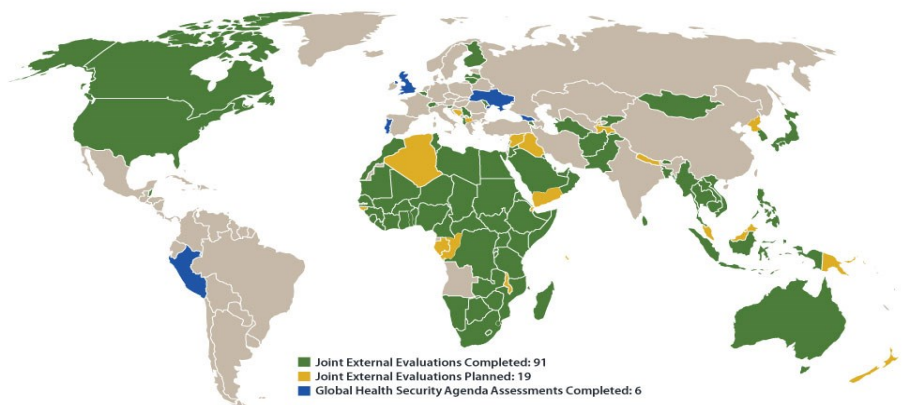 Joint External Evaluations Completed: 91
Joint External Evaluations Planned: 19
Global Health Security Agenda Assessments Completed: 6